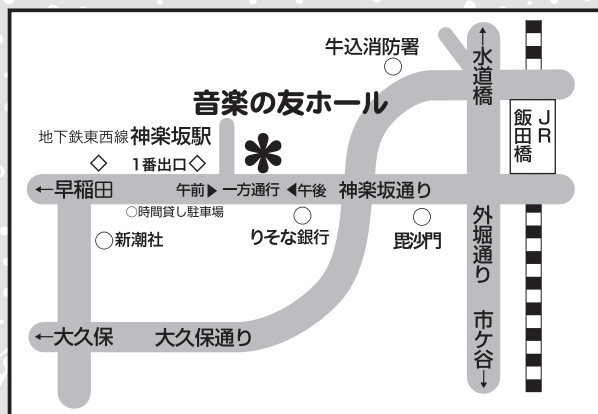 牛込消防署
↑水道橋
音楽の友ホール
JR
飯田橋
地下鉄東西線神楽坂駅
1番出口
←早稲田
午前▶一方通行◀午後
神楽坂通り
○時間貸し駐車場
新潮社
りそな銀行
毘沙門
外堀通り
←大久保
大久保通り
市ケ谷→